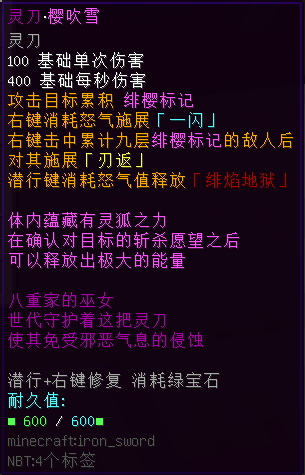 灵刀·樱吹雪
灵刀
100 基础单次伤害
400 基础每秒伤害
攻击目标累积 绯樱标记
右键消耗怒气施展「一闪」
右键击中累计九层绯樱标记的敌人后
对其施展「刃返」
潜行键消耗怒气值释放「绯焰地狱」
体内蕴藏有灵狐之力
在确认对目标的斩杀愿望之后
可以释放出极大的能量
八重家的巫女
世代守护着这把灵刀
使其免受邪恶气息的侵蚀
潜行+右键修复 消耗绿宝石
耐久值:
■ 600 / 600■
minecraft:iron_sword
NBT:4个标签